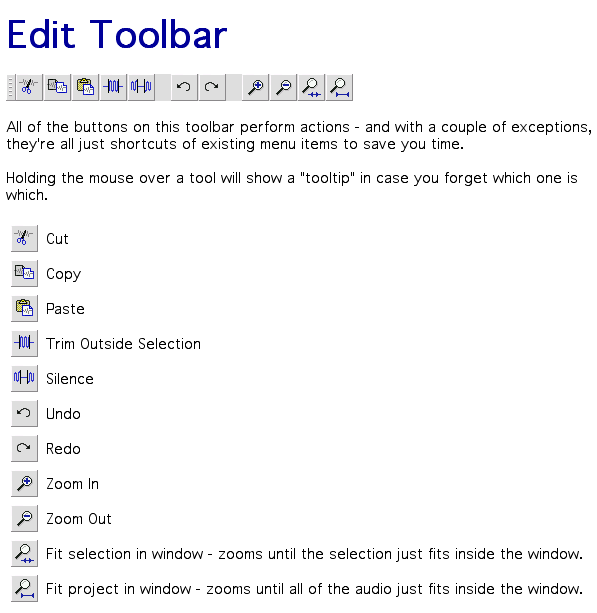 Edit Toolbar
All of the buttons on this toolbar perform actions - and with a couple of exceptions,
they're all just shortcuts of existing menu items to save you time.
Holding the mouse over a tool will show a "tooltip" in case you forget which one is
which.
Cut
Copy
Paste
Trim Outside Selection
Silence
Undo
Redo
Zoom In
Zoom Out
Fit selection in window - zooms until the selection just fits inside the window.
Fit project in window - zooms until all of the audio just fits inside the window.